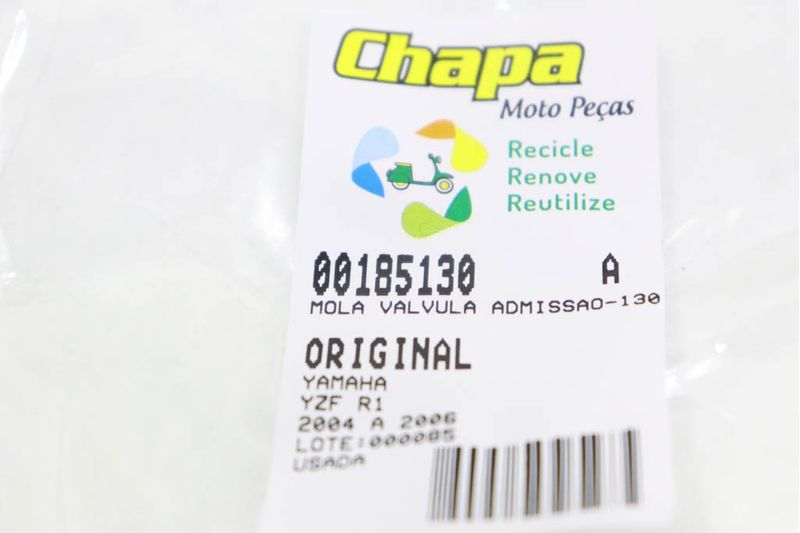 Chapa
Moto Peças
Recicle
Renove
Reutilize
00185130 A
MOLA VALVULA ADMISSAO-130
ORIGINAL
YAMAHA
YZF R1
2004 A 2006
LOTE:000085
USADA